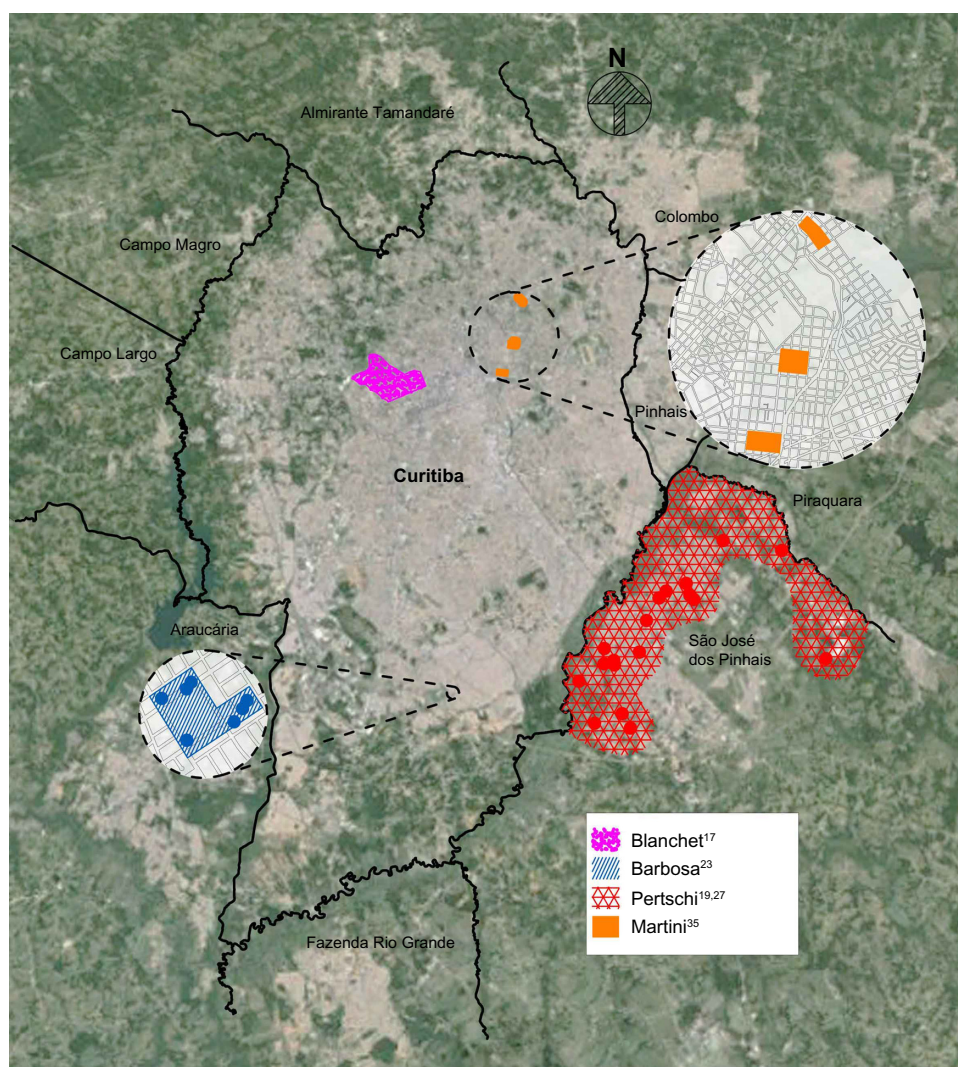 N
Almirante Tamandaré
Colombo
Campo Magro
Campo Largo
Pinhais
Curitiba
Piraquara
Araucária
São José
dos Pinhais
Blanchet17
Barbosa23
Pertschi19,27
Martini35
Fazenda Rio Grande